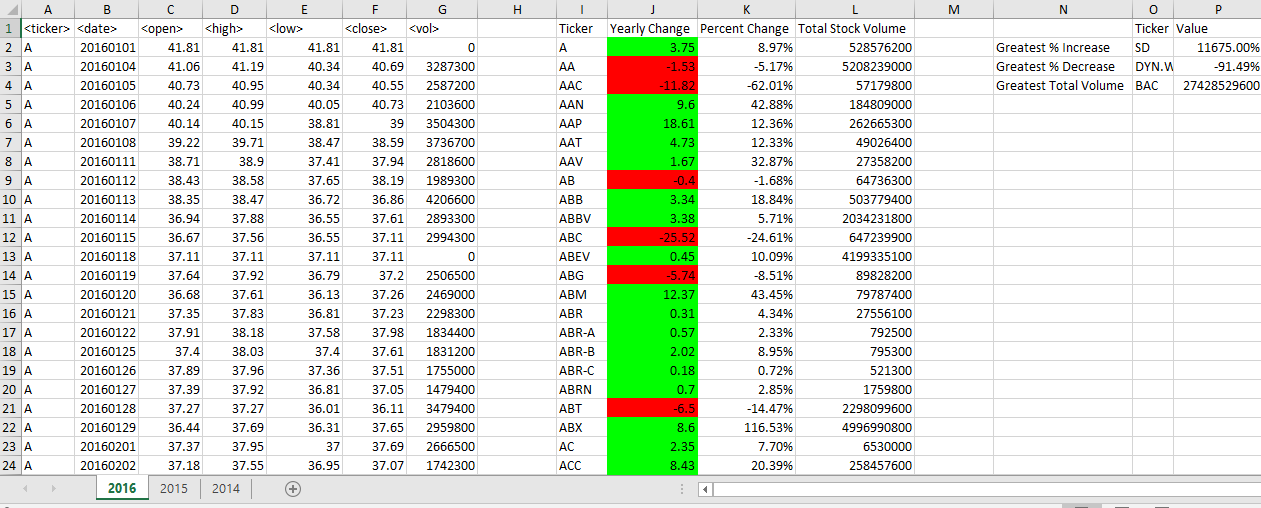 A B C D E F G H I J K L M N O P
1 <ticker> <date> <open> <high> <low> <close> <vol> Ticker Yearly Change Percent Change Total Stock Volume Ticker Value
2 A 20160101 41.81 41.81 41.81 41.81 0 A 3.75 8.97% 528576200 Greatest % Increase SD 11675.00%
3 A 20160104 41.06 41.19 40.34 40.69 3287300 AA -1.53 -5.17% 5208239000 Greatest % Decrease DYN.W -91.49%
4 A 20160105 40.73 40.95 40.34 40.55 2587200 AAC -11.82 -62.01% 57179800 Greatest Total Volume BAC 27428529600
5 A 20160106 40.24 40.99 40.05 40.73 2103600 AAN 9.6 42.88% 184809000
6 A 20160107 40.14 40.15 38.81 39 3504300 AAP 18.61 12.36% 262665300
7 A 20160108 39.22 39.71 38.47 38.59 3736700 AAT 4.73 12.33% 49026400
8 A 20160111 38.71 38.9 37.41 37.94 2818600 AAV 1.67 32.87% 27358200
9 A 20160112 38.43 38.58 37.65 38.19 1989300 AB -0.4 -1.68% 64736300
10 A 20160113 38.35 38.47 36.72 36.86 4206600 ABB 3.34 18.84% 503779400
11 A 20160114 36.94 37.88 36.55 37.61 2893300 ABBV 3.38 5.71% 2034231800
12 A 20160115 36.67 37.56 36.55 37.11 2994300 ABC -25.52 -24.61% 647239900
13 A 20160118 37.11 37.11 37.11 37.11 0 ABEV 0.45 10.09% 4199335100
14 A 20160119 37.64 37.92 36.79 37.2 2506500 ABG -5.74 -8.51% 89828200
15 A 20160120 36.68 37.61 36.13 37.26 2469000 ABM 12.37 43.45% 79787400
16 A 20160121 37.35 37.83 36.81 37.23 2298300 ABR 0.31 4.34% 27556100
17 A 20160122 37.91 38.18 37.58 37.98 1834400 ABR-A 0.57 2.33% 792500
18 A 20160125 37.4 38.03 37.4 37.61 1831200 ABR-B 2.02 8.95% 795300
19 A 20160126 37.89 37.96 37.36 37.51 1755000 ABR-C 0.18 0.72% 521300
20 A 20160127 37.39 37.92 36.81 37.05 1479400 ABRN 0.7 2.85% 1759800
21 A 20160128 37.27 37.27 36.01 36.11 3479400 ABT -6.5 -14.47% 2298099600
22 A 20160129 36.44 37.69 36.31 37.65 2959800 ABX 8.6 116.53% 4996990800
23 A 20160201 37.37 37.95 37 37.69 2666500 AC 2.35 7.70% 6530000
24 A 20160202 37.18 37.55 36.95 37.07 1742300 ACC 8.43 20.39% 258457600
2016 2015 2014